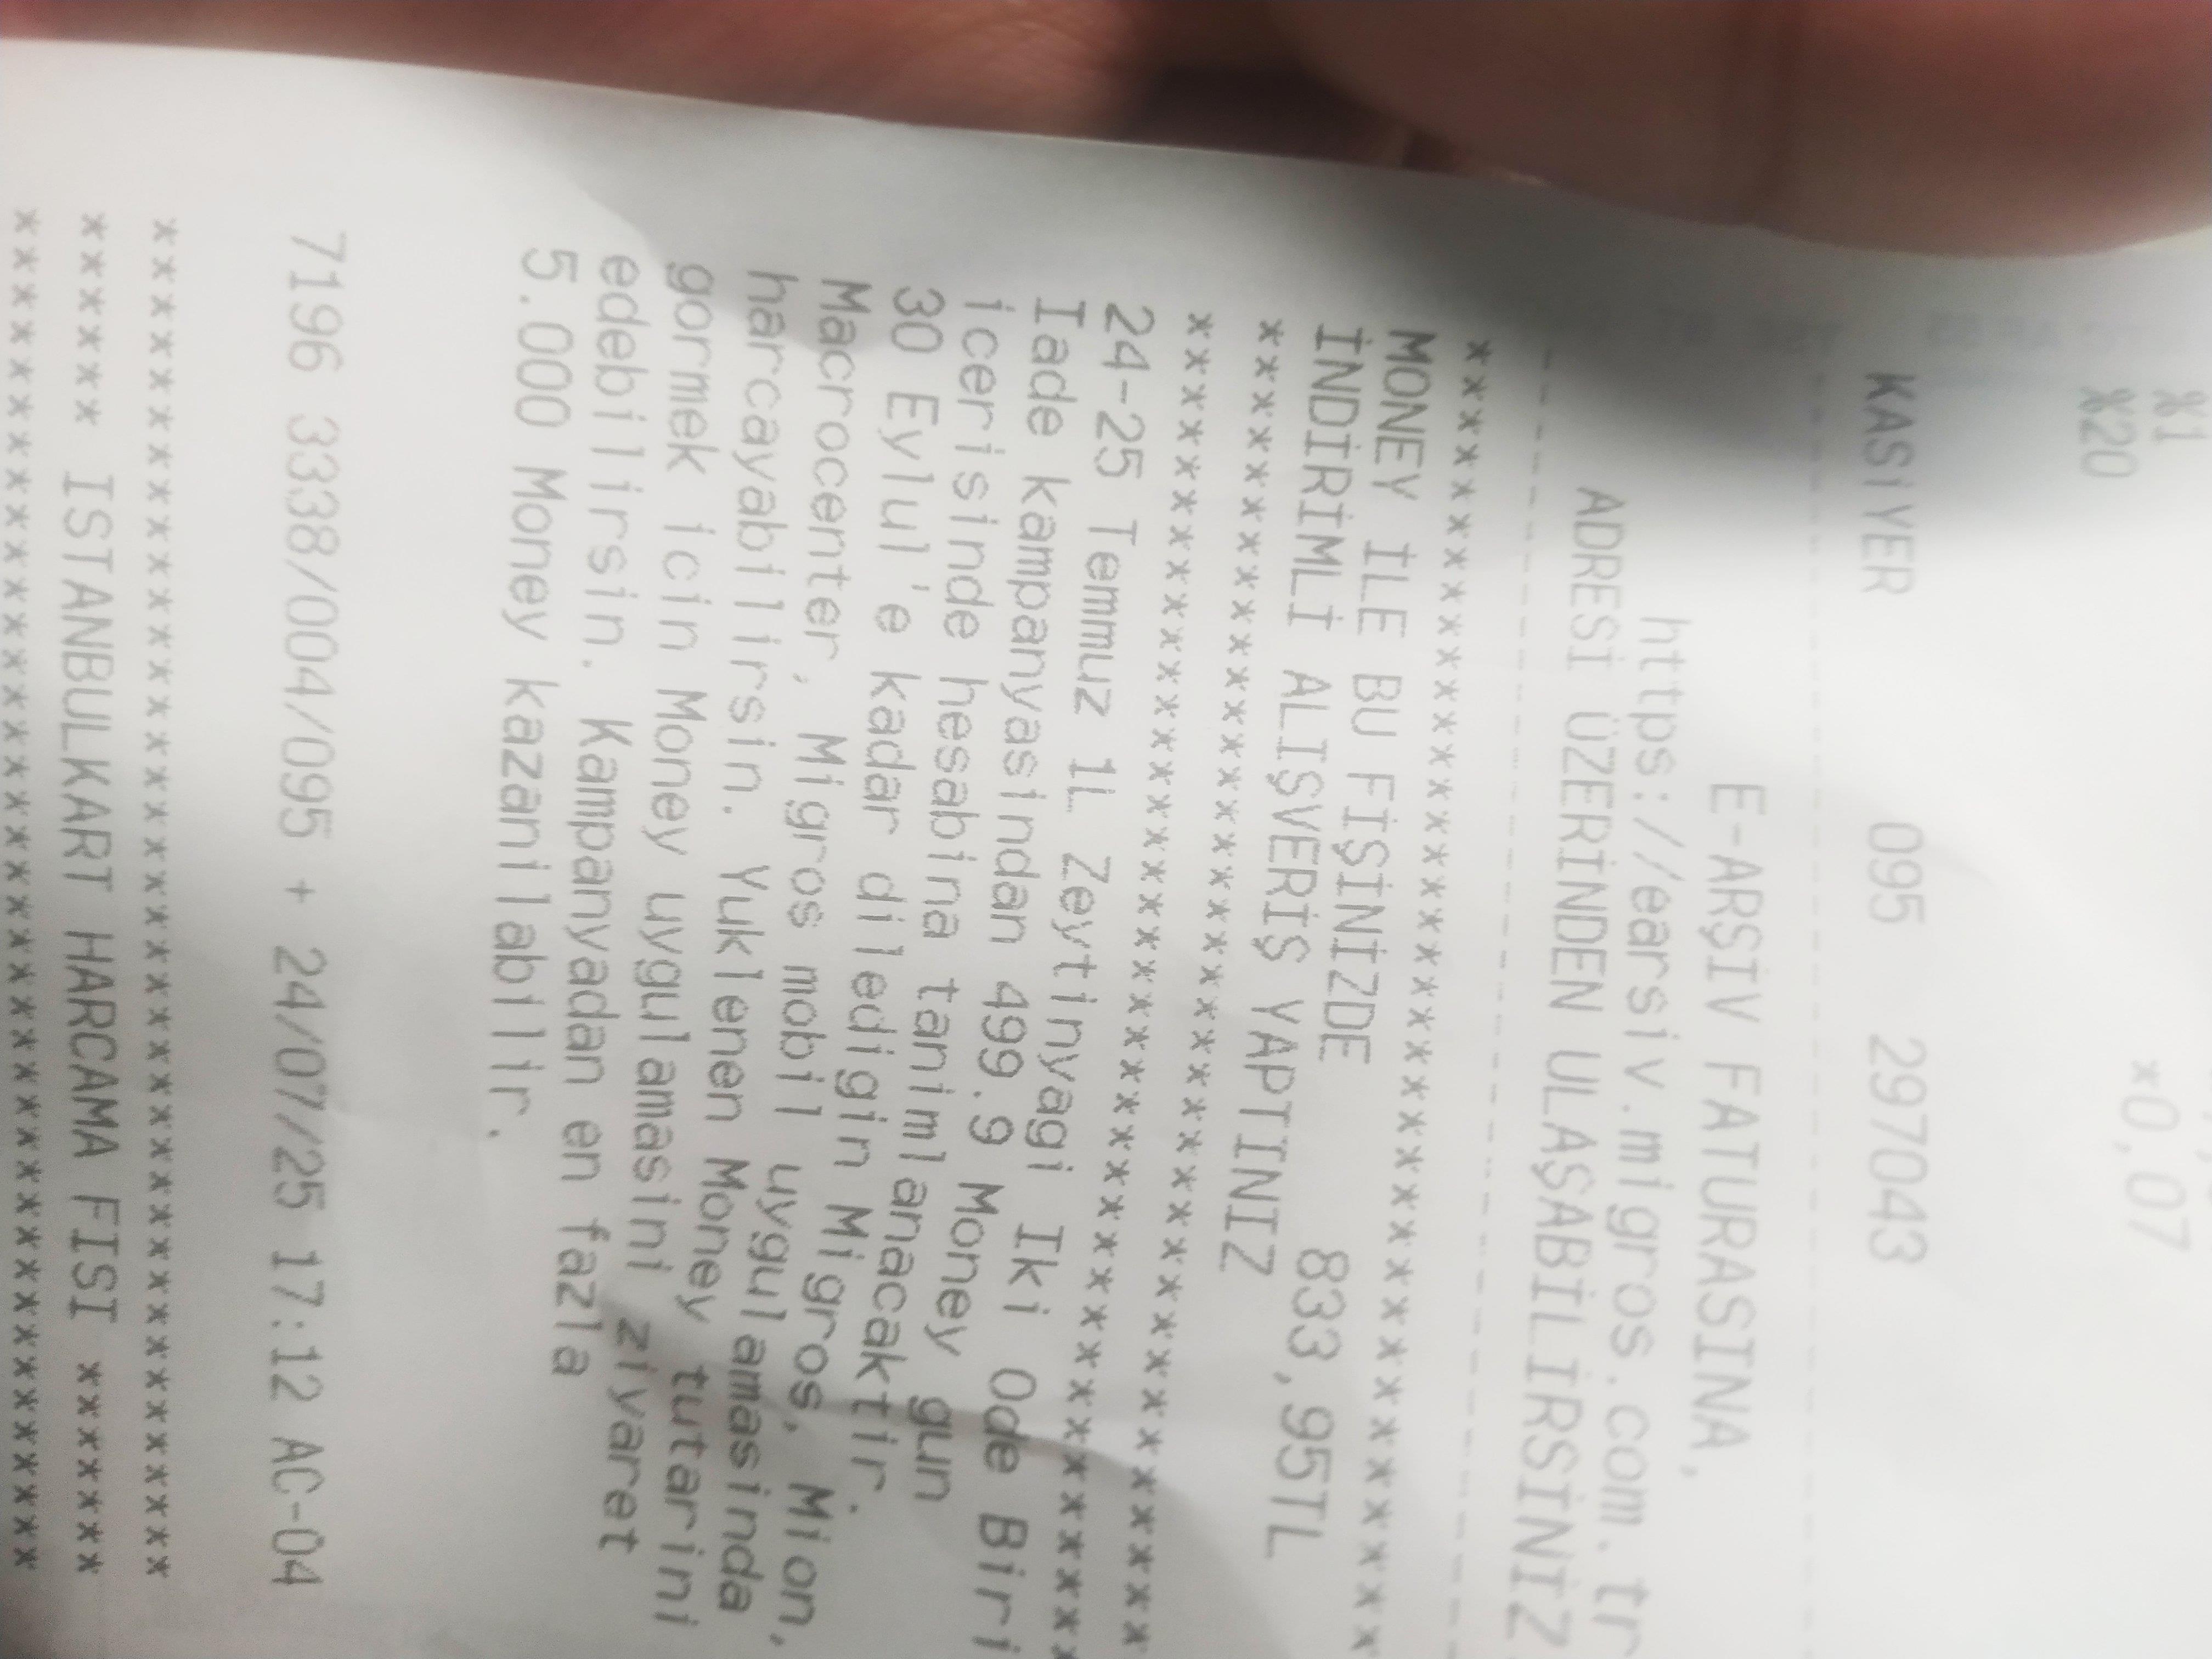 %1
%20 *0,07
KASiYER 095 297043
E-ARŞİV FATURASINA,
https://earsiv.migros.com.tr
ADRESİ ÜZERİNDEN ULAŞABİLİRSİNİZ
MONEY İLE BU FİŞİNİZDE 833,95TL
İNDİRİMLİ ALIŞVERİŞ YAPTINIZ
24-25 Temmuz 1L Zeytinyagi Iki Ode Biri
Iade kampanyasindan 499.9 Money
icerisinde hesabina tanimlanacaktir. gun
30 Eylul'e kadar diledigin Migros, Mion,
Macrocenter, Migros mobil uygulamasinda
harcayabilirsin. Yuklenen Money tutarini
gormek icin Money uygulamasini ziyaret
edebilirsin. Kampanyadan en fazla
5.000 Money kazanilabilir.
7196 3338/004/095 + 24/07/25 17:12 AC-04
****************************************
****** ISTANBULKART HARCAMA FISI ******
****************************************